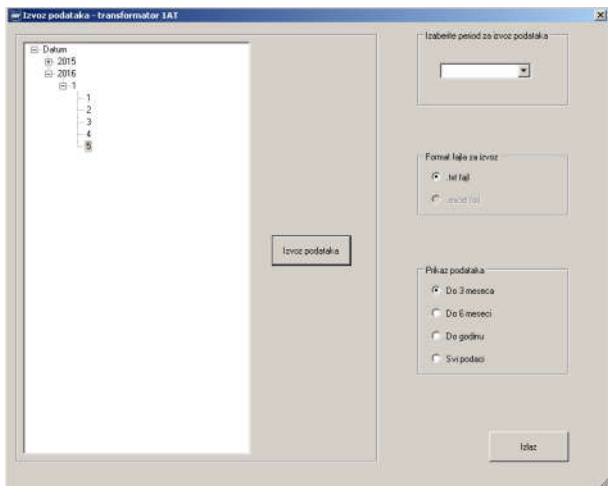 Izvoz podataka - transformator 1AT
Datum
2015
2016
1
1
2
3
4
5
Izvoz podataka
Izaberite period za izvoz podataka
Format fajla za izvoz
.txt fajl
.excel fajl
Prikaz podataka
Do 3 meseca
Do 6 meseci
Do godinu
Svi podaci
Izlaz